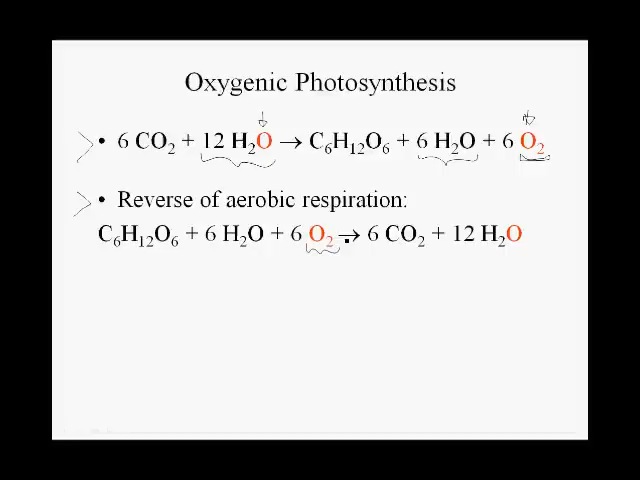 Oxygenic Photosynthesis
• 6 CO₂ + 12 H₂O → C₆H₁₂O₆ + 6 H₂O + 6 O₂
• Reverse of aerobic respiration:
C₆H₁₂O₆ + 6 H₂O + 6 O₂ → 6 CO₂ + 12 H₂O